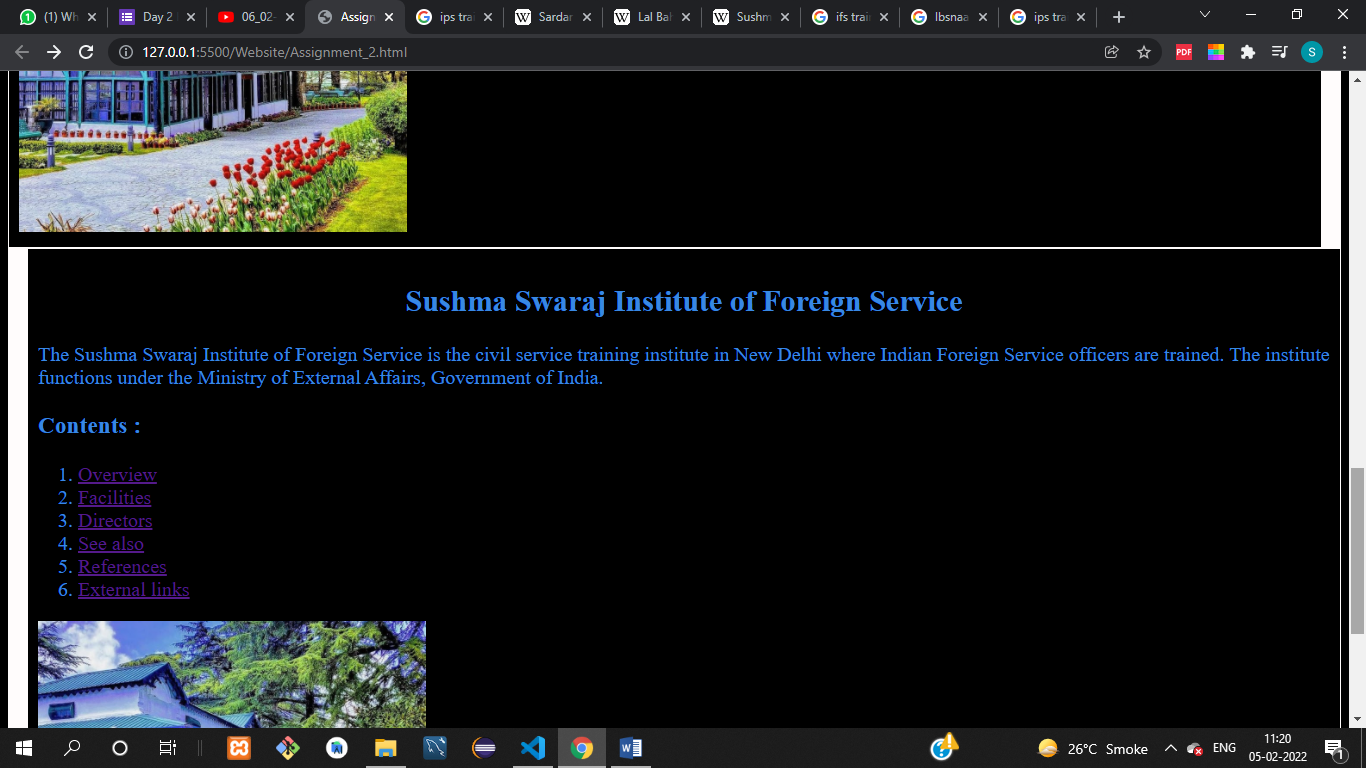 (1) Wh
Day 2
06_02-
Assign
ips trai
Sardar
Lal Bah
Sushm
ifs train
lbsnaa
ips tra
127.0.0.1:5500/Website/Assignment_2.html
PDF
S
Sushma Swaraj Institute of Foreign Service
The Sushma Swaraj Institute of Foreign Service is the civil service training institute in New Delhi where Indian Foreign Service officers are trained. The institute
functions under the Ministry of External Affairs, Government of India.
Contents :
1. Overview
2. Facilities
3. Directors
4. See also
5. References
6. External links
26°C Smoke
ENG
11:20
05-02-2022
1